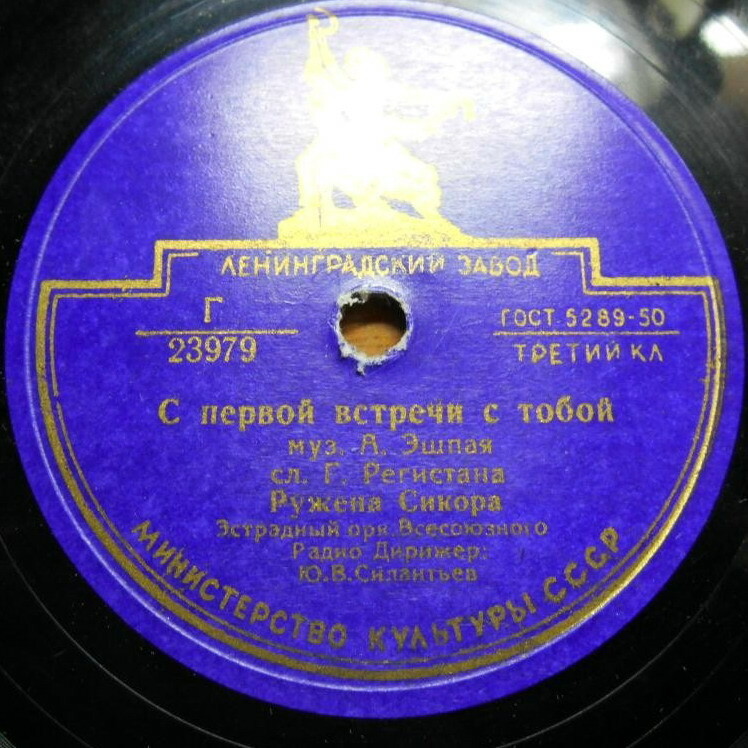 ЛЕНИНГРАДСКИЙ ЗАВОД
Г
23979
ГОСТ 5289-50
ТРЕТИЙ КЛ
С первой встречи с тобой
муз. А. Эшпая
сл. Г. Регистана
Ружена Сикора
Эстрадный орк. Всесоюзного
Радио Дирижер:
Ю.В.Силантьев
МИНИСТЕРСТВО КУЛЬТУРЫ СССР